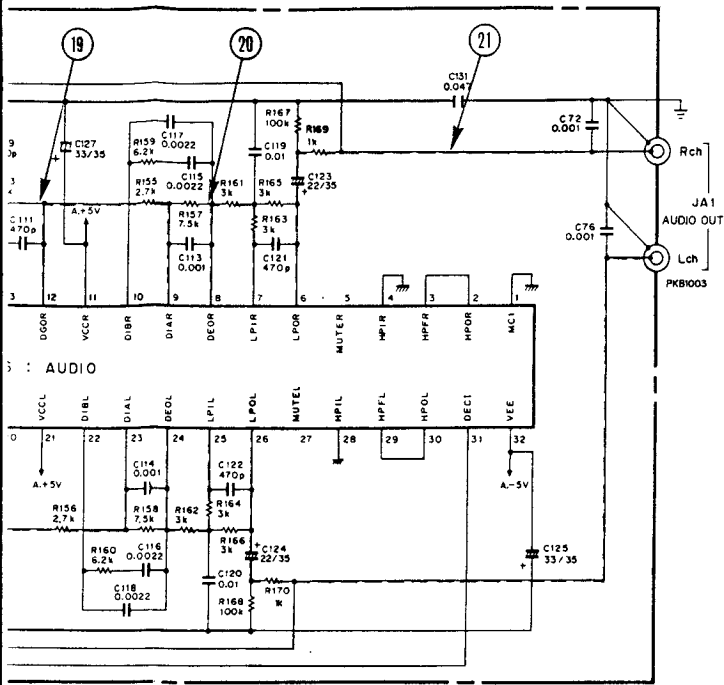 19
20
21
C131
0.047
C117
0.0022
R167
100k
R169
1k
C72
0.001
C127
33/35
R159
6.2k
C119
0.01
Rch
C115
0.0022
C123
22/35
R155
2.7k
R161
3k
R165
3k
JA1
AUDIO OUT
A.+5V
C111
470p
R157
7.5k
R163
3k
C76
0.001
C113
0.001
C121
470p
Lch
PKB1003
12 11 10 9 8 7 6 5 4 3 2 1
DGOR VCCR DIBR DIAR DEOR LPIR LPOR MUTER HPIR HPFR HPOR MC1
: AUDIO
VCCL DIBL DIAL DEOL LPIL LPOL MUTEL HPIL HPFL HPOL DEC1 VEE
21 22 23 24 25 26 27 28 29 30 31 32
A.+5V
C114
0.001
C122
470p
A.-5V
R156
2.7k
R158
7.5k
R162
3k
R164
3k
R166
3k
C124
22/35
C125
33/35
R160
6.2k
C116
0.0022
C118
0.0022
C120
0.01
R168
100k
R170
1k